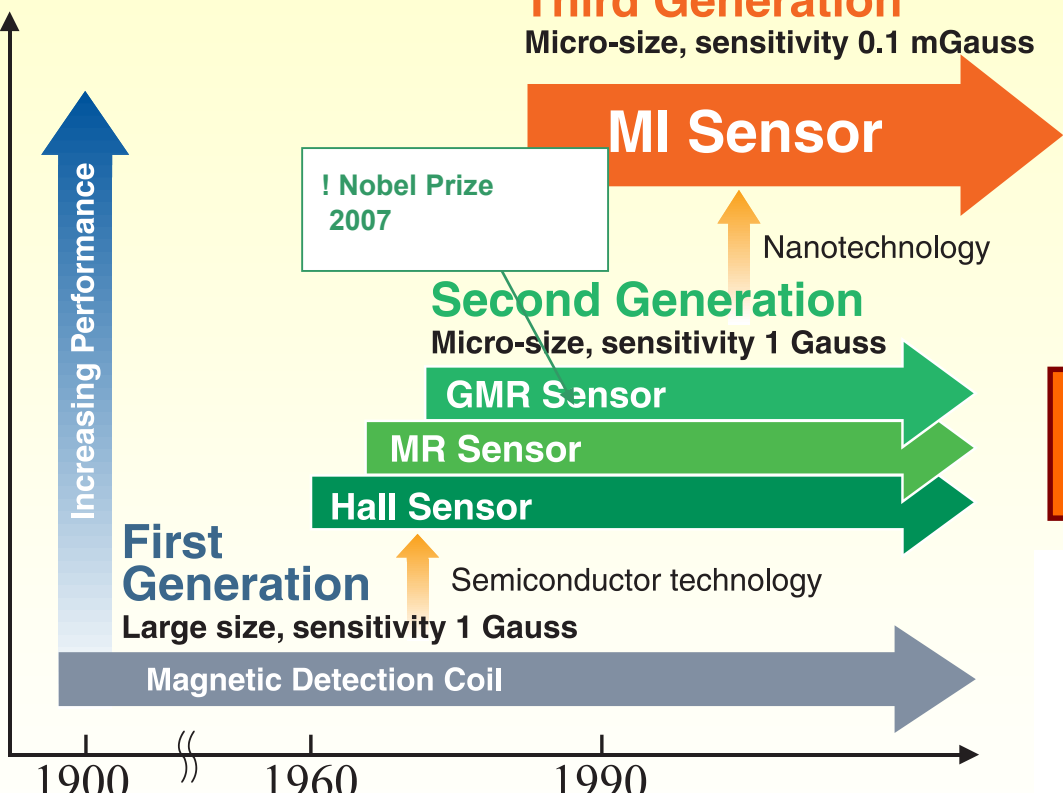 Third Generation
Micro-size, sensitivity 0.1 mGauss
MI Sensor
! Nobel Prize
2007
Nanotechnology
Increasing Performance
Second Generation
Micro-size, sensitivity 1 Gauss
GMR Sensor
MR Sensor
Hall Sensor
First
Generation
Semiconductor technology
Large size, sensitivity 1 Gauss
Magnetic Detection Coil
1900
1960
1990